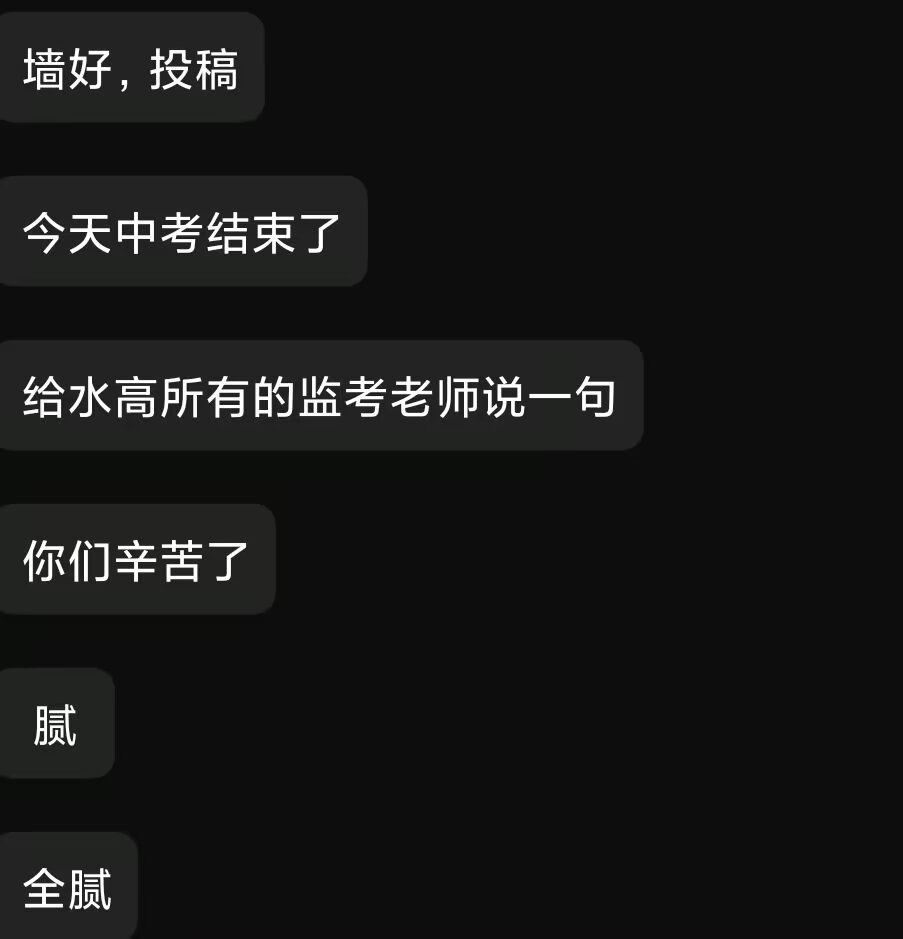 墙好，投稿
今天中考结束了
给水高所有的监考老师说一句
你们辛苦了
腻
全腻